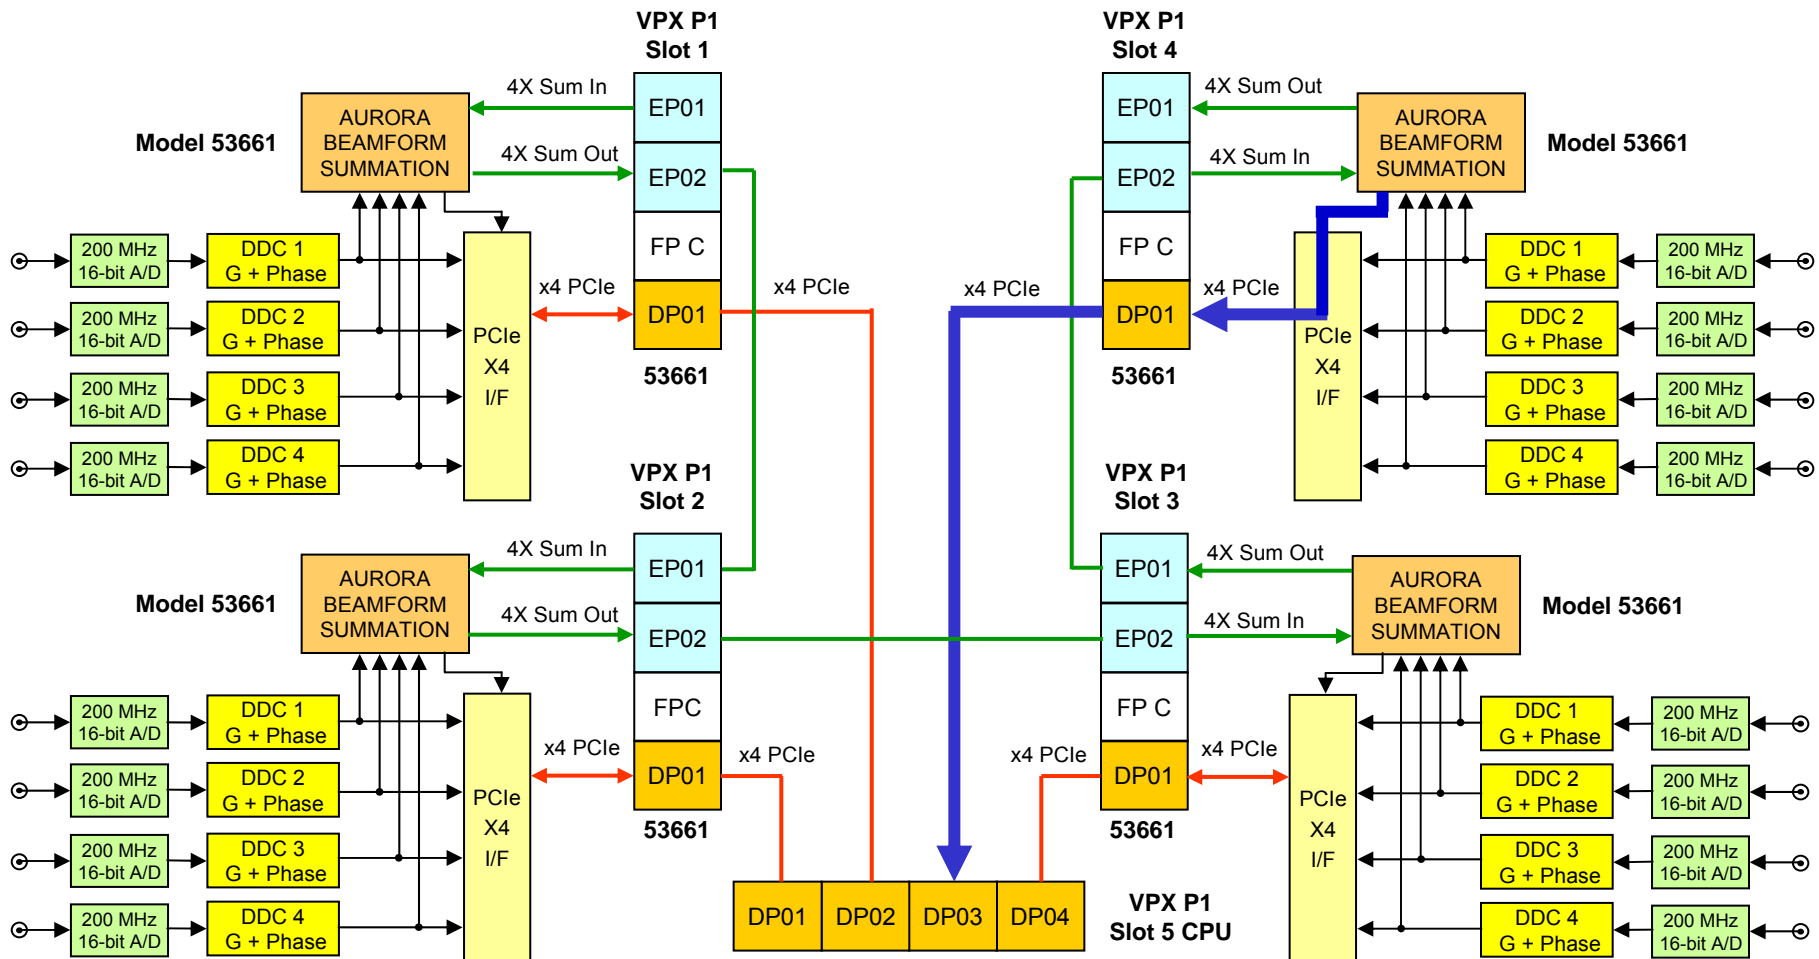 VPX P1
Slot 1
EP01
EP02
FP C
DP01
53661
4X Sum In
4X Sum Out
AURORA
BEAMFORM
SUMMATION
Model 53661
200 MHz
16-bit A/D
DDC 1
G + Phase
200 MHz
16-bit A/D
DDC 2
G + Phase
200 MHz
16-bit A/D
DDC 3
G + Phase
200 MHz
16-bit A/D
DDC 4
G + Phase
PCIe
X4
I/F
x4 PCIe
x4 PCIe
VPX P1
Slot 4
EP01
EP02
FP C
DP01
53661
4X Sum Out
4X Sum In
AURORA
BEAMFORM
SUMMATION
Model 53661
x4 PCIe
x4 PCIe
PCIe
X4
I/F
DDC 1
G + Phase
200 MHz
16-bit A/D
DDC 2
G + Phase
200 MHz
16-bit A/D
DDC 3
G + Phase
200 MHz
16-bit A/D
DDC 4
G + Phase
200 MHz
16-bit A/D
VPX P1
Slot 2
EP01
EP02
FPC
DP01
53661
4X Sum In
4X Sum Out
AURORA
BEAMFORM
SUMMATION
Model 53661
200 MHz
16-bit A/D
DDC 1
G + Phase
200 MHz
16-bit A/D
DDC 2
G + Phase
200 MHz
16-bit A/D
DDC 3
G + Phase
200 MHz
16-bit A/D
DDC 4
G + Phase
PCIe
X4
I/F
x4 PCIe
x4 PCIe
VPX P1
Slot 3
EP01
EP02
FP C
DP01
53661
4X Sum Out
4X Sum In
AURORA
BEAMFORM
SUMMATION
Model 53661
x4 PCIe
x4 PCIe
PCIe
X4
I/F
DDC 1
G + Phase
200 MHz
16-bit A/D
DDC 2
G + Phase
200 MHz
16-bit A/D
DDC 3
G + Phase
200 MHz
16-bit A/D
DDC 4
G + Phase
200 MHz
16-bit A/D
DP01 DP02 DP03 DP04
VPX P1
Slot 5 CPU